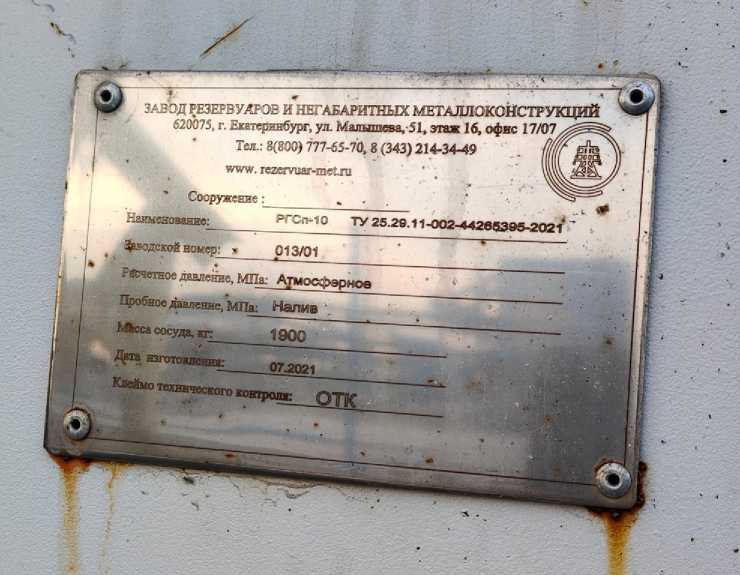 ЗАВОД РЕЗЕРВУАРОВ И НЕГАБАРИТНЫХ МЕТАЛЛОКОНСТРУКЦИЙ
620075, г. Екатеринбург, ул. Малышева, 51, этаж 16, офис 17/07
Тел.: 8(800) 777-65-70, 8 (343) 214-34-49
www. rezervuar-met.ru
Сооружение :
Наименование: РГСп-10 ТУ 25.29.11-002-44265395-2021
Заводской номер: 013/01
Расчетное давление, МПа: Атмосферное
Пробное давление, МПа: Налив
Масса сосуда, кг: 1900
Дата изготовления: 07.2021
Клеймо технического контроля: ОТК